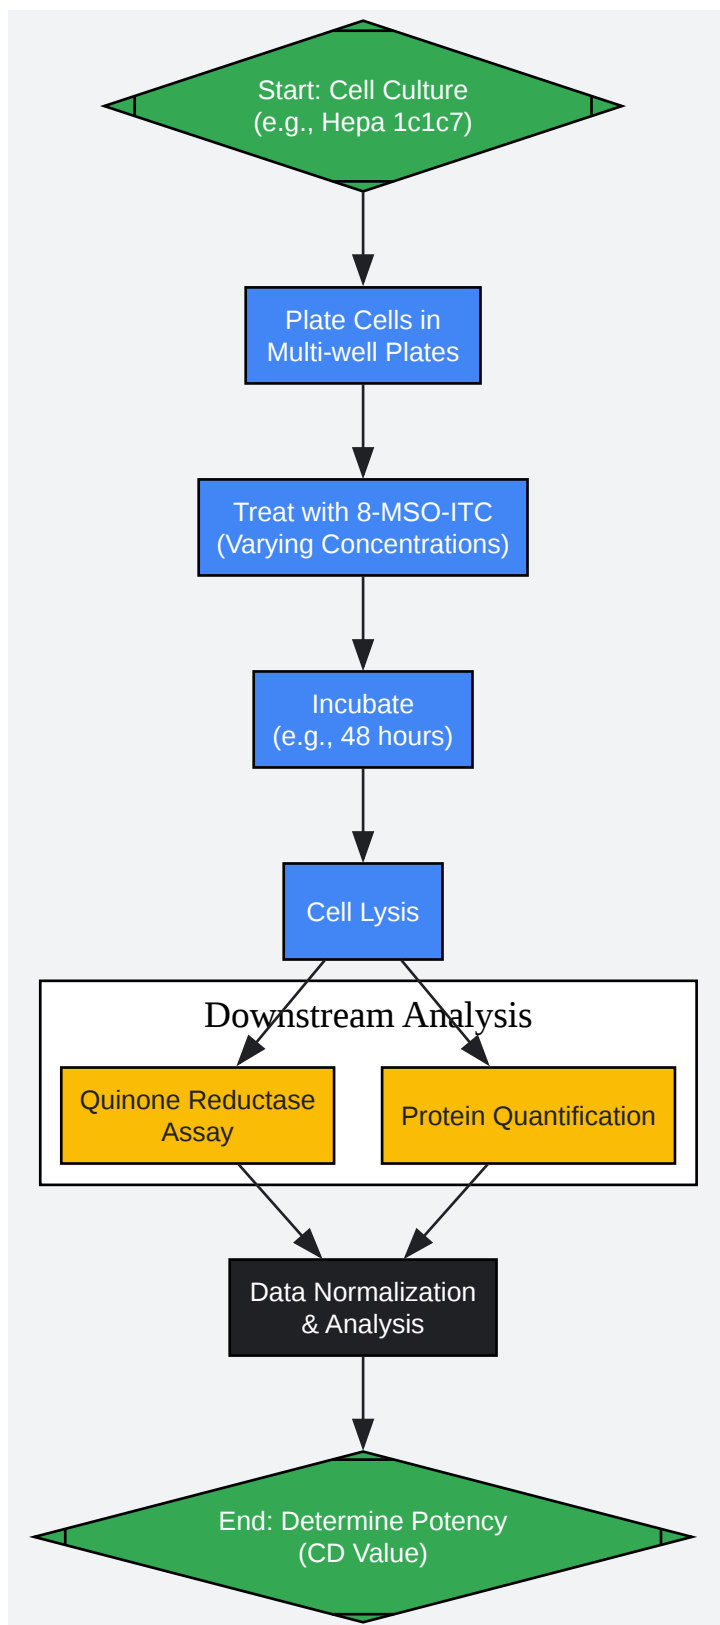 Start: Cell Culture
(e.g., Hepa 1c1c7)
Plate Cells in
Multi-well Plates
Treat with 8-MSO-ITC
(Varying Concentrations)
Incubate
(e.g., 48 hours)
Cell Lysis
Downstream Analysis
Quinone Reductase
Assay
Protein Quantification
Data Normalization
& Analysis
End: Determine Potency
(CD Value)